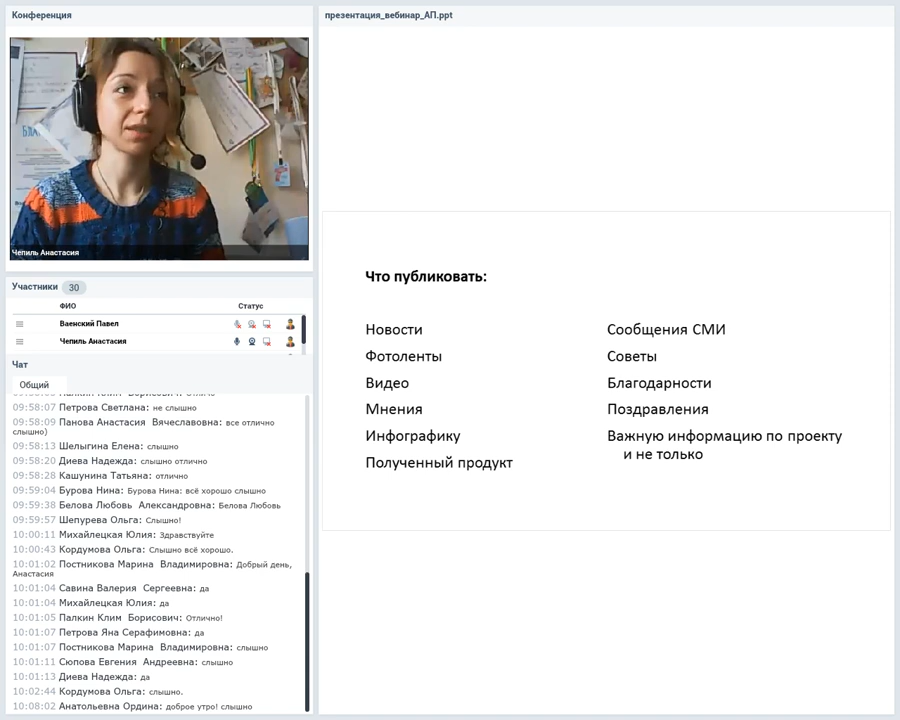 Конференция
Чепиль Анастасия
Участники 30
ФИО Статус
Ваенский Павел
Чепиль Анастасия
Чат
Общий
09:58:07 Петрова Светлана: не слышно
09:58:09 Панова Анастасия Вячеславовна: все отлично
слышно)
09:58:13 Шелыгина Елена: слышно
09:58:20 Диева Надежда: слышно отлично
09:58:28 Кашунина Татьяна: отлично
09:59:04 Бурова Нина: Бурова Нина: всё хорошо слышно
09:59:38 Белова Любовь Александровна: Белова Любовь
09:59:57 Шепурева Ольга: Слышно!
10:00:11 Михайлецкая Юлия: Здравствуйте
10:00:43 Кордумова Ольга: Слышно всё хорошо.
10:01:02 Постникова Марина Владимировна: Добрый день,
Анастасия
10:01:04 Савина Валерия Сергеевна: да
10:01:04 Михайлецкая Юлия: да
10:01:05 Палкин Клим Борисович: Отлично!
10:01:07 Петрова Яна Серафимовна: да
10:01:07 Постникова Марина Владимировна: слышно
10:01:11 Сюпова Евгения Андреевна: слышно
10:01:13 Диева Надежда: да
10:02:44 Кордумова Ольга: слышно.
10:08:02 Анатольевна Ордина: доброе утро! слышно
презентация_вебинар_АП.ppt
Что публиковать:
Новости
Фотоленты
Видео
Мнения
Инфографику
Полученный продукт
Сообщения СМИ
Советы
Благодарности
Поздравления
Важную информацию по проекту
и не только